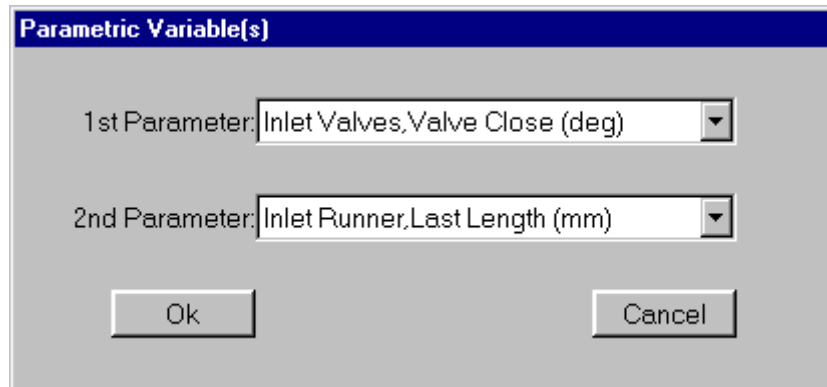 Parametric Variable(s)
1st Parameter: Inlet Valves,Valve Close (deg)
2nd Parameter: Inlet Runner,Last Length (mm)
Ok Cancel